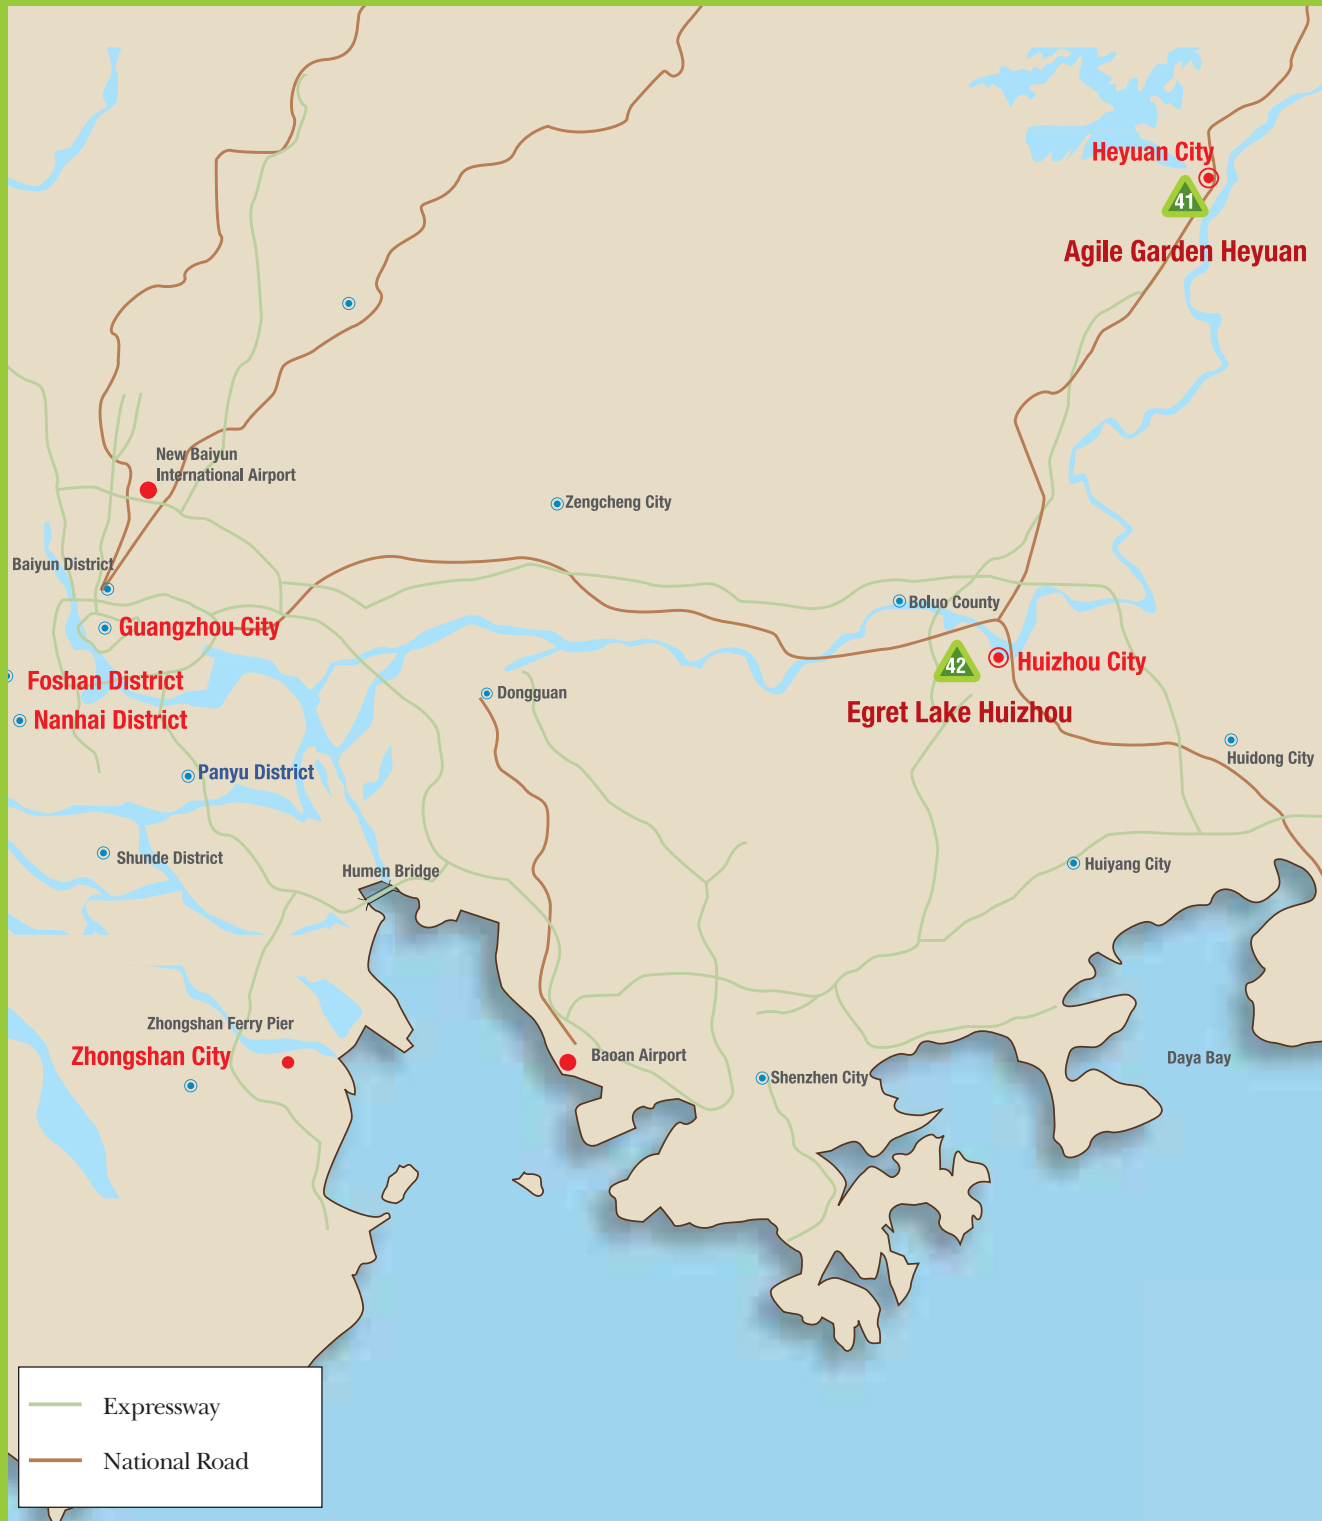 Heyuan City
41
Agile Garden Heyuan
New Baiyun
International Airport
Zengcheng City
Baiyun District
Boluo County
Guangzhou City
42
Huizhou City
Foshan District
Dongguan
Egret Lake Huizhou
Nanhai District
Huidong City
Panyu District
Shunde District
Huiyang City
Humen Bridge
Zhongshan Ferry Pier
Zhongshan City
Baoan Airport
Daya Bay
Shenzhen City
Expressway
National Road